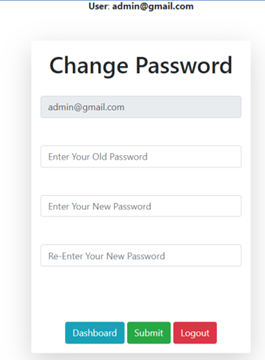 User: admin@gmail.com
Change Password
admin@gmail.com
Enter Your Old Password
Enter Your New Password
Re-Enter Your New Password
Dashboard Submit Logout